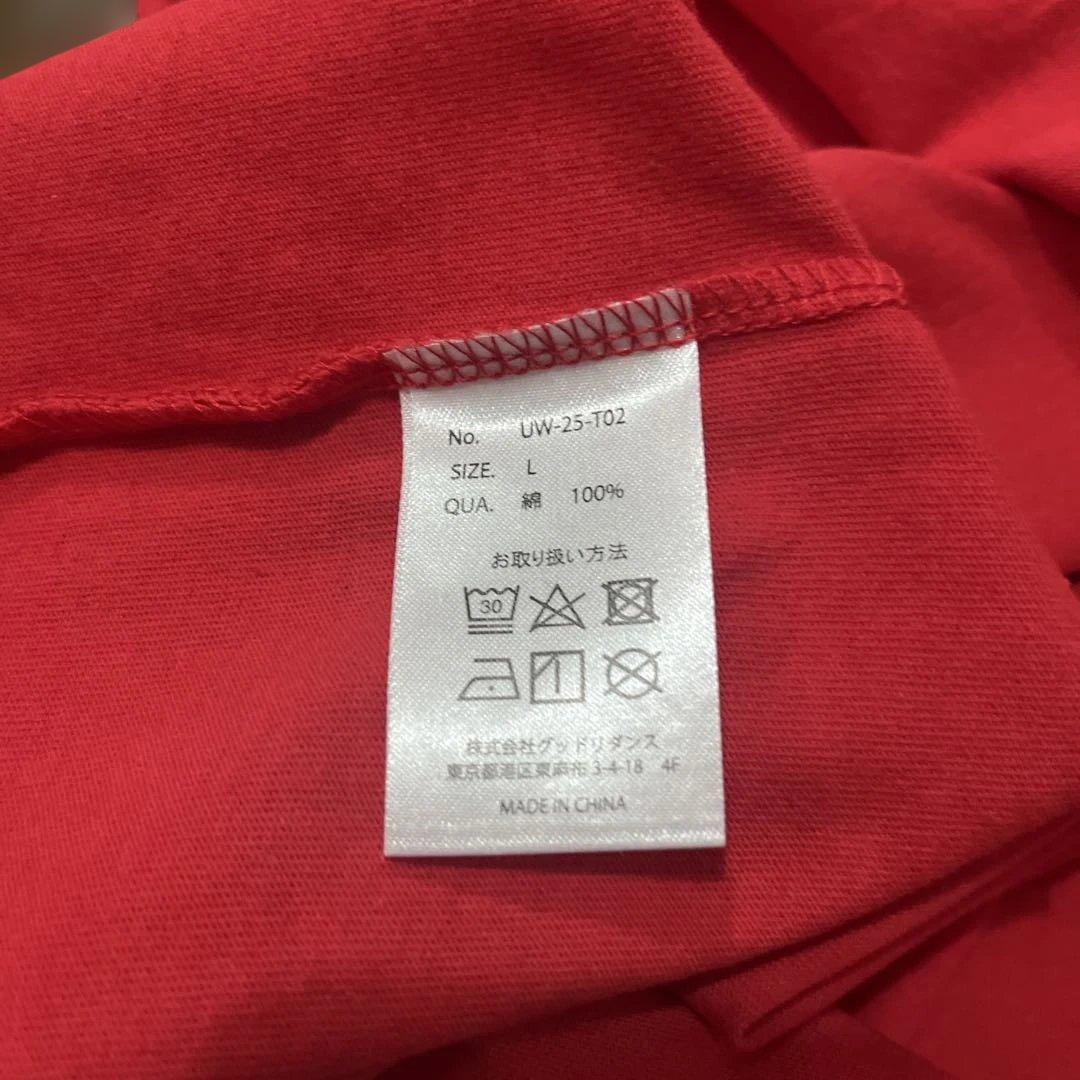 No. UW-25-T02
SIZE. L
QUA. 綿 100%
お取り扱い方法
30
株式会社グッドリダンス
東京都港区東麻布 3-4-18 4F
MADE IN CHINA